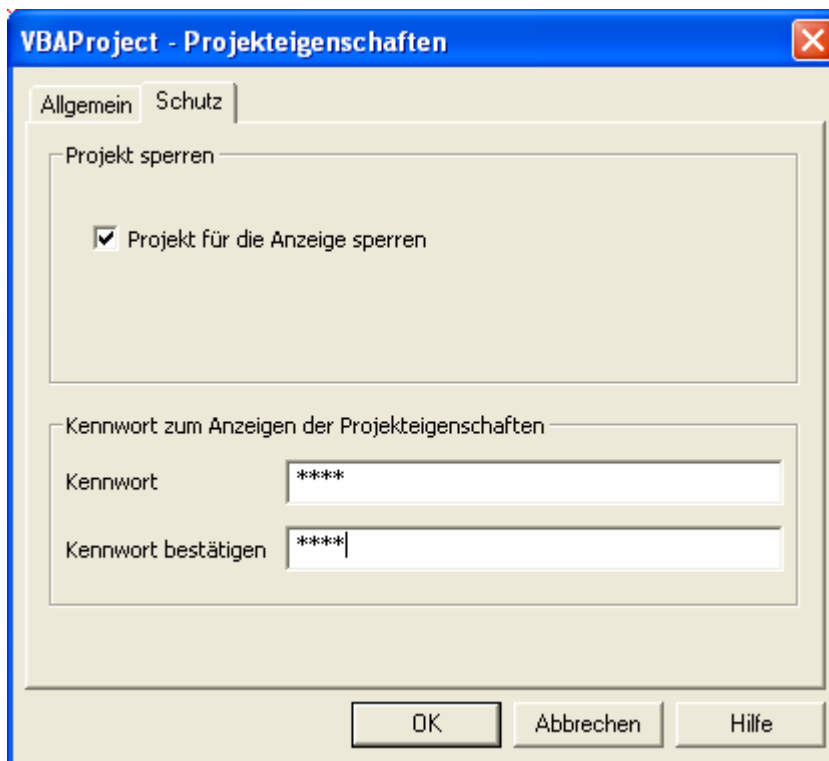 VBAProject - Projekteigenschaften
Allgemein Schutz
Projekt sperren
Projekt für die Anzeige sperren
Kennwort zum Anzeigen der Projekteigenschaften
Kennwort ****
Kennwort bestätigen ****
OK Abbrechen Hilfe